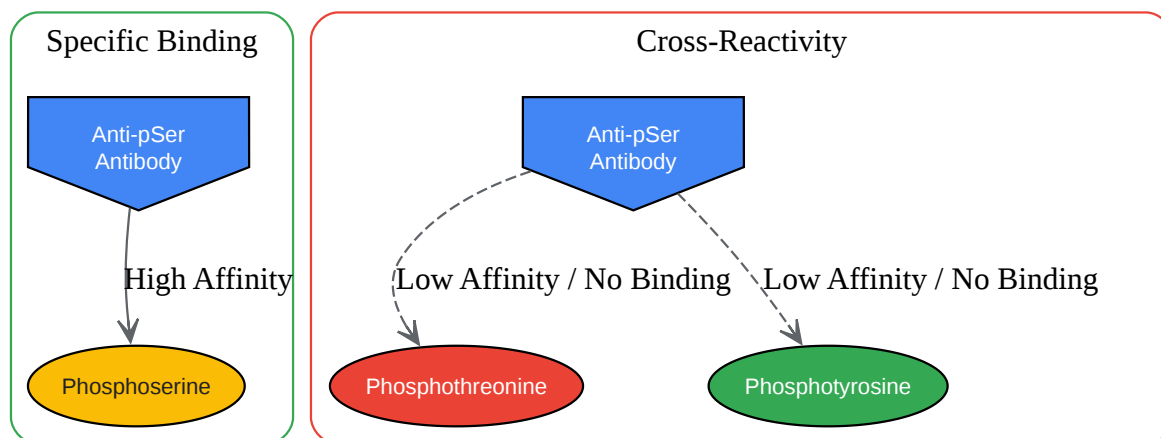 Specific Binding
Anti-pSer
Antibody
High Affinity
Phosphoserine
Cross-Reactivity
Anti-pSer
Antibody
Low Affinity / No Binding
Low Affinity / No Binding
Phosphothreonine
Phosphotyrosine